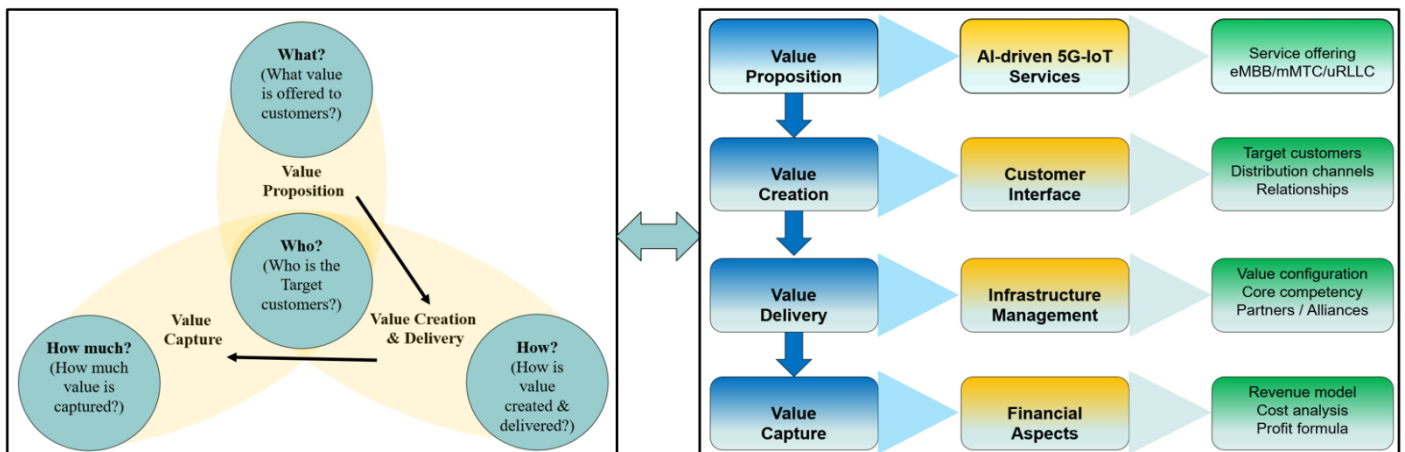 What?
(What value
is offered to
customers?)
Value
Proposition
Who?
(Who is the
Target
customers?)
Value
Capture
Value Creation
& Delivery
How much?
(How much
value is
captured?)
How?
(How is
value
created &
delivered?)
Value
Proposition
AI-driven 5G-IoT
Services
Service offering
eMBB/mMTC/uRLLC
Value
Creation
Customer
Interface
Target customers
Distribution channels
Relationships
Value
Delivery
Infrastructure
Management
Value configuration
Core competency
Partners / Alliances
Value
Capture
Financial
Aspects
Revenue model
Cost analysis
Profit formula